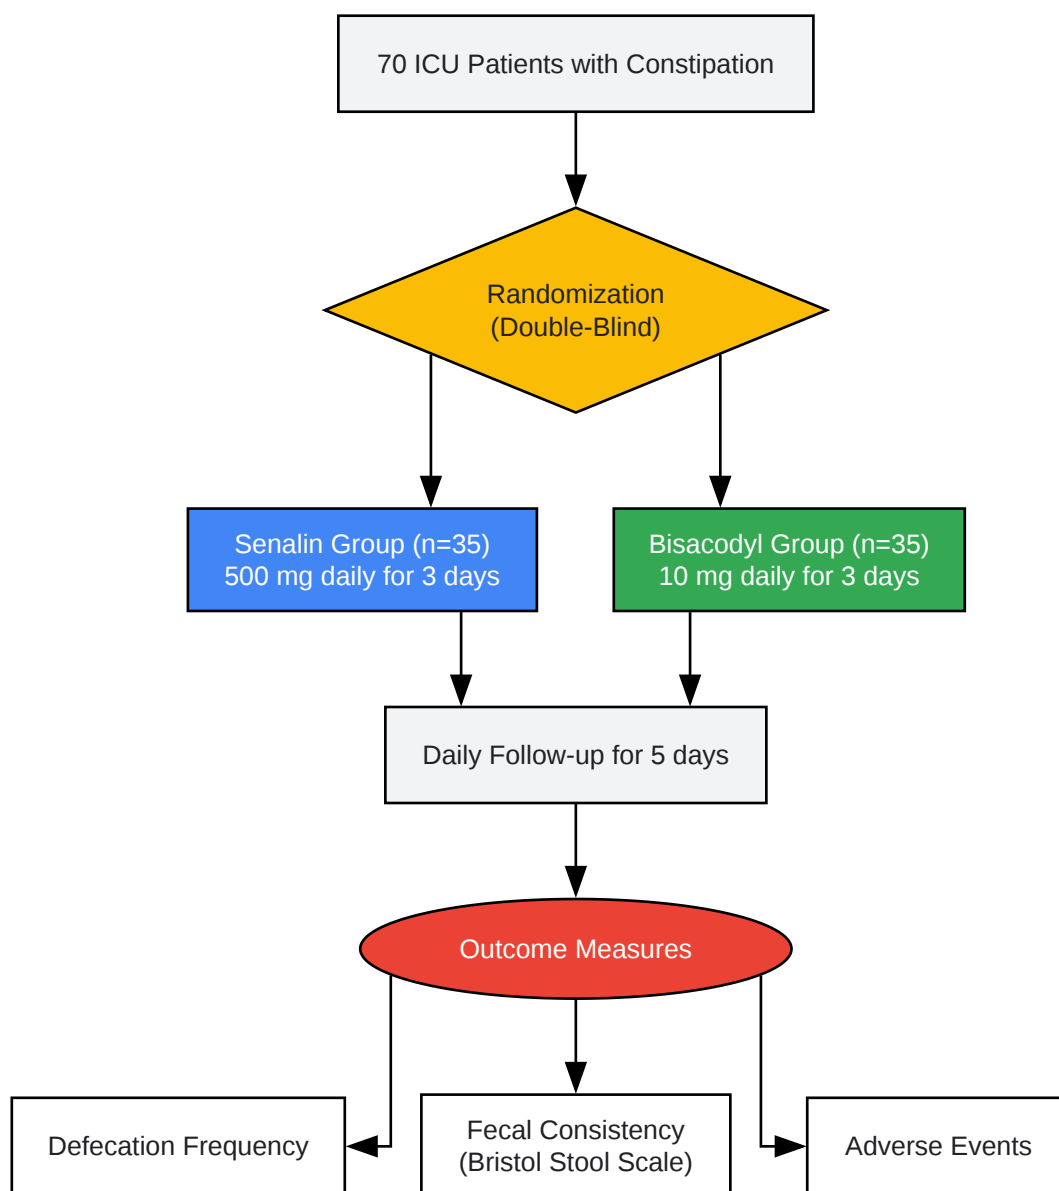 70 ICU Patients with Constipation
Randomization
(Double-Blind)
Senalin Group (n=35)
500 mg daily for 3 days
Bisacodyl Group (n=35)
10 mg daily for 3 days
Daily Follow-up for 5 days
Outcome Measures
Defecation Frequency
Fecal Consistency
(Bristol Stool Scale)
Adverse Events